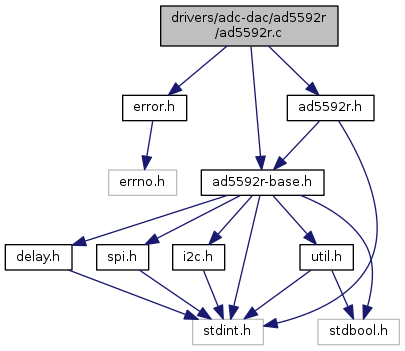 drivers/adc-dac/ad5592r
/ad5592r.c
error.h
ad5592r.h
errno.h
ad5592r-base.h
delay.h
spi.h
i2c.h
util.h
stdint.h
stdbool.h